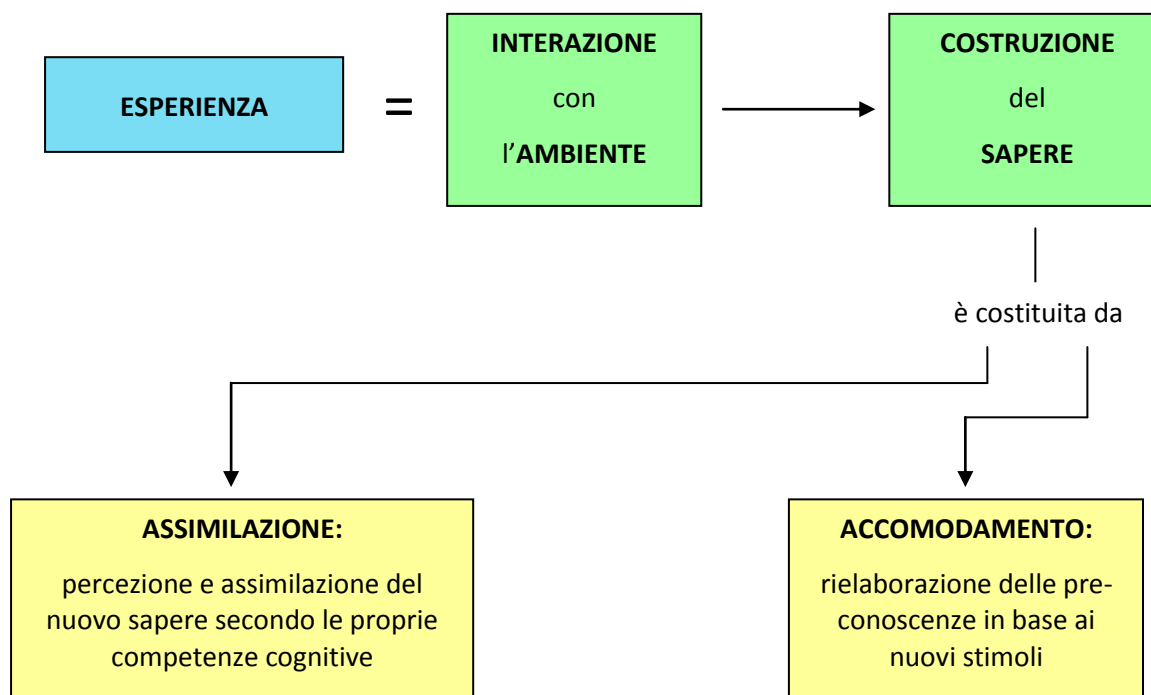 ESPERIENZA
=
INTERAZIONE
con
l’AMBIENTE
COSTRUZIONE
del
SAPERE
è costituita da
ASSIMILAZIONE:
percezione e assimilazione del
nuovo sapere secondo le proprie
competenze cognitive
ACCOMODAMENTO:
rielaborazione delle pre-
conoscenze in base ai
nuovi stimoli